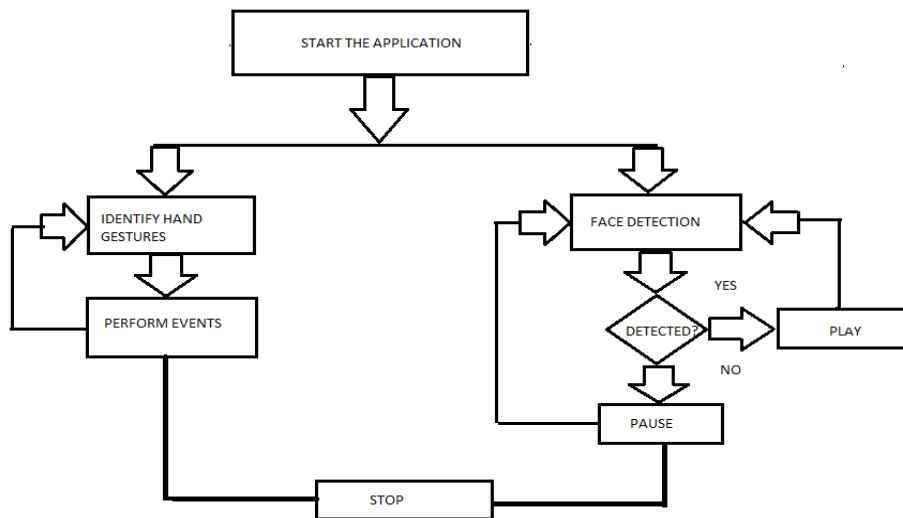 START THE APPLICATION
IDENTIFY HAND
GESTURES
PERFORM EVENTS
FACE DETECTION
YES
DETECTED?
PLAY
NO
PAUSE
STOP